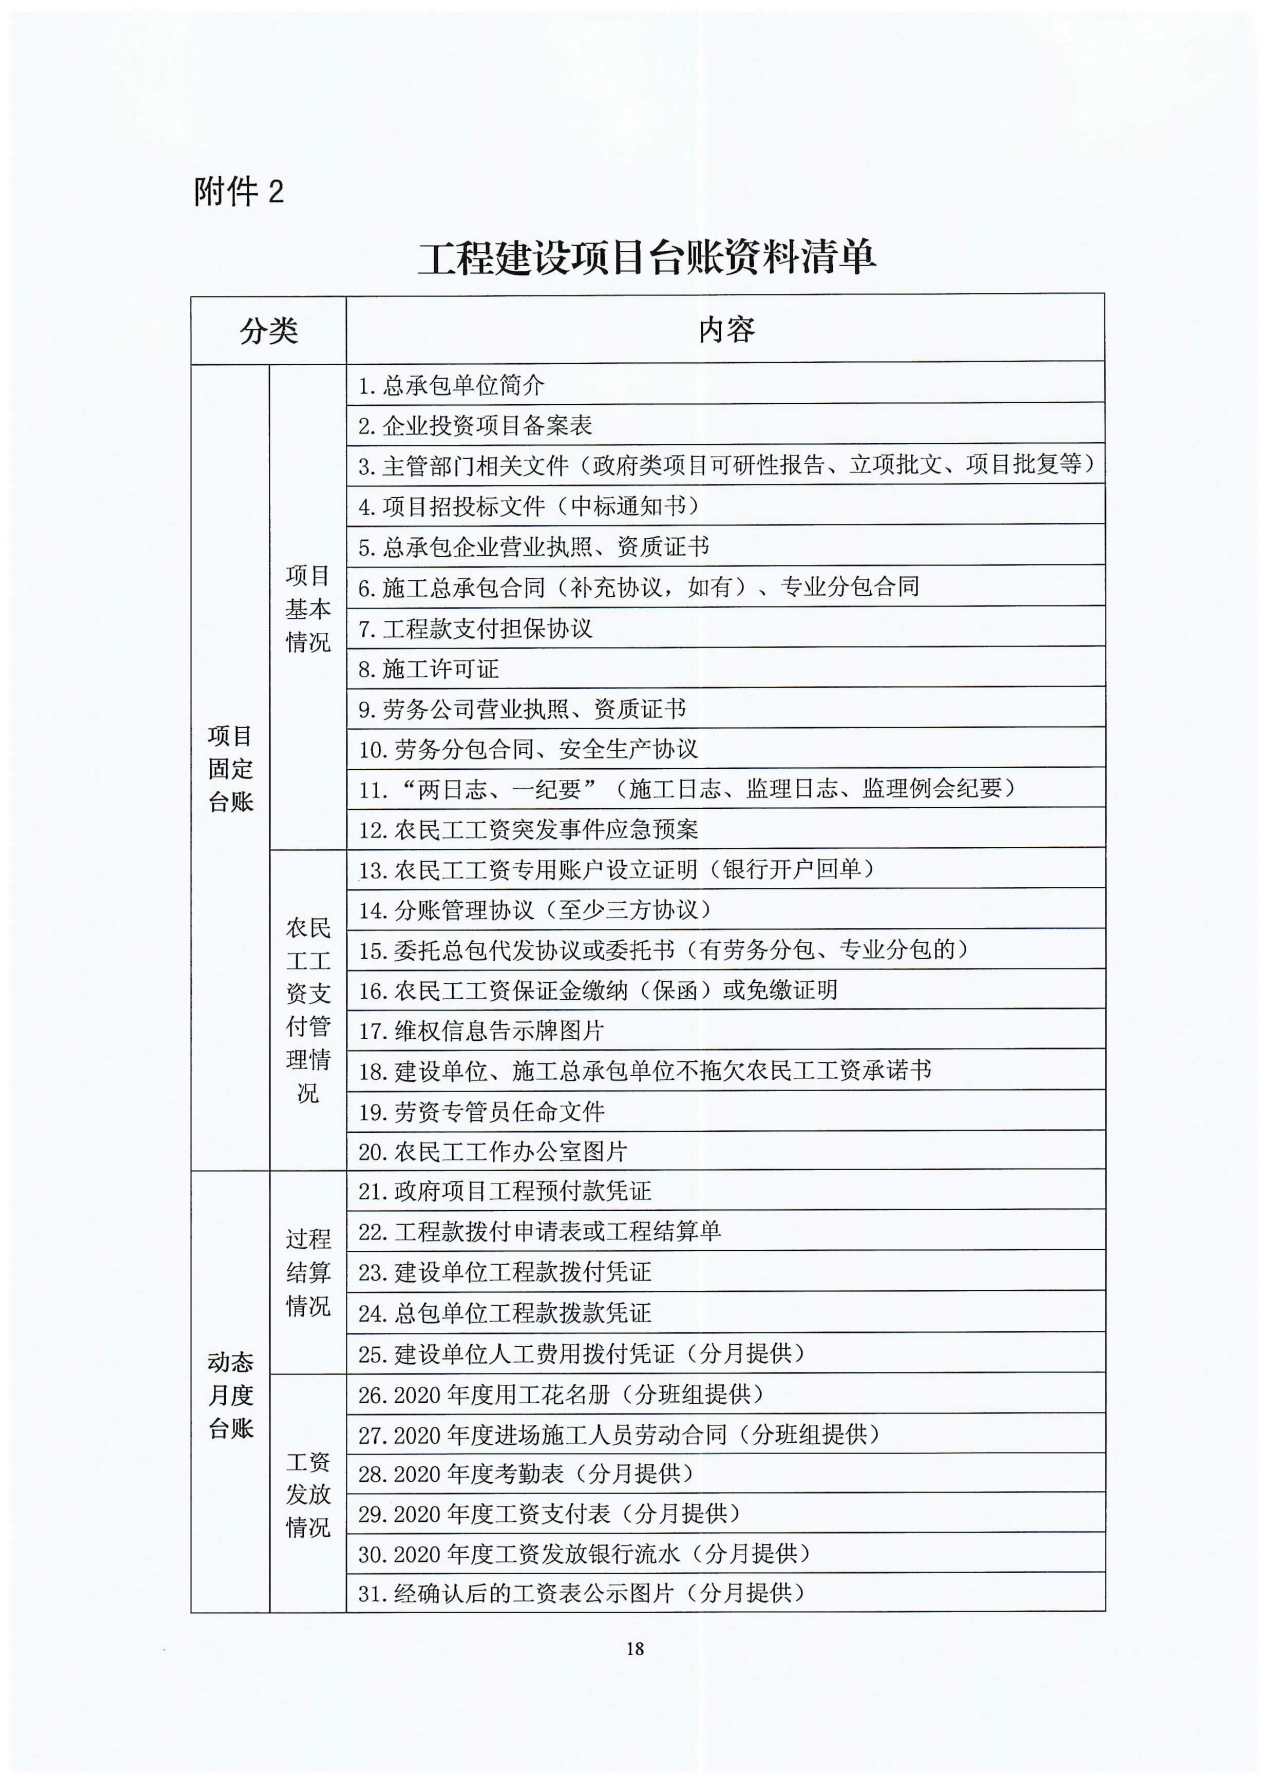 附件2
工程建设项目台账资料清单
分类
内容
项目
固定
台账
项目
基本
情况
1.总承包单位简介
2.企业投资项目备案表
3.主管部门相关文件（政府类项目可研性报告、立项批文、项目批复等）
4.项目招投标文件（中标通知书）
5.总承包企业营业执照、资质证书
6.施工总承包合同（补充协议，如有）、专业分包合同
7.工程款支付担保协议
8.施工许可证
9.劳务公司营业执照、资质证书
10.劳务分包合同、安全生产协议
11.“两日志、一纪要”（施工日志、监理日志、监理例会纪要）
12.农民工工资突发事件应急预案
农民
工工
资支
付管
理情
况
13.农民工工资专用账户设立证明（银行开户回单）
14.分账管理协议（至少三方协议）
15.委托总包代发协议或委托书（有劳务分包、专业分包的）
16.农民工工资保证金缴纳（保函）或免缴证明
17.维权信息告示牌图片
18.建设单位、施工总承包单位不拖欠农民工工资承诺书
19.劳资专管员任命文件
20.农民工工作办公室图片
动态
月度
台账
过程
结算
情况
21.政府项目工程预付款凭证
22.工程款拨付申请表或工程结算单
23.建设单位工程款拨付凭证
24.总包单位工程款拨款凭证
25.建设单位人工费用拨付凭证（分月提供）
工资
发放
情况
26.2020年度用工花名册（分班组提供）
27.2020年度进场施工人员劳动合同（分班组提供）
28.2020年度考勤表（分月提供）
29.2020年度工资支付表（分月提供）
30.2020年度工资发放银行流水（分月提供）
31.经确认后的工资表公示图片（分月提供）
18